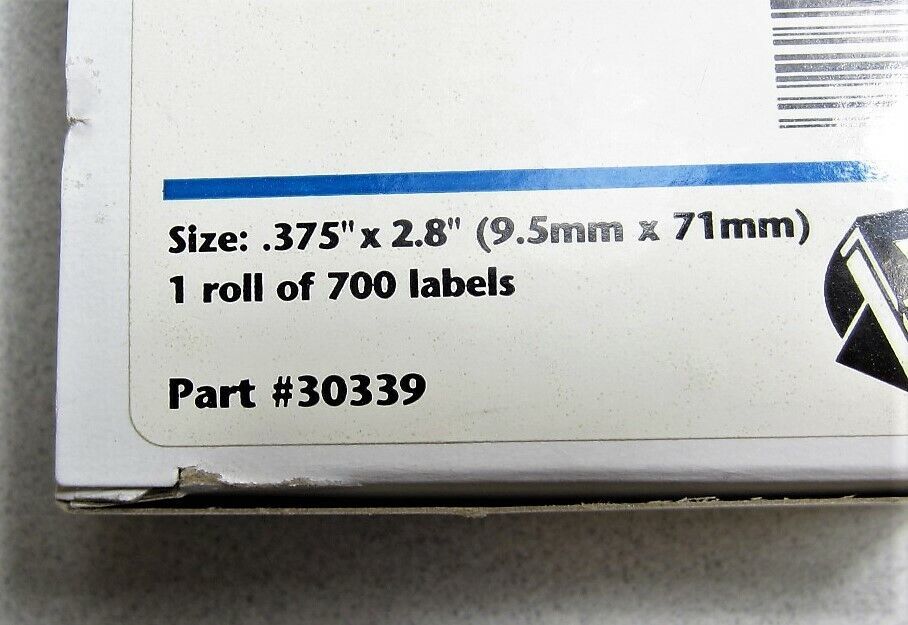 Size: .375" x 2.8" (9.5mm x 71mm)
1 roll of 700 labels
Part #30339